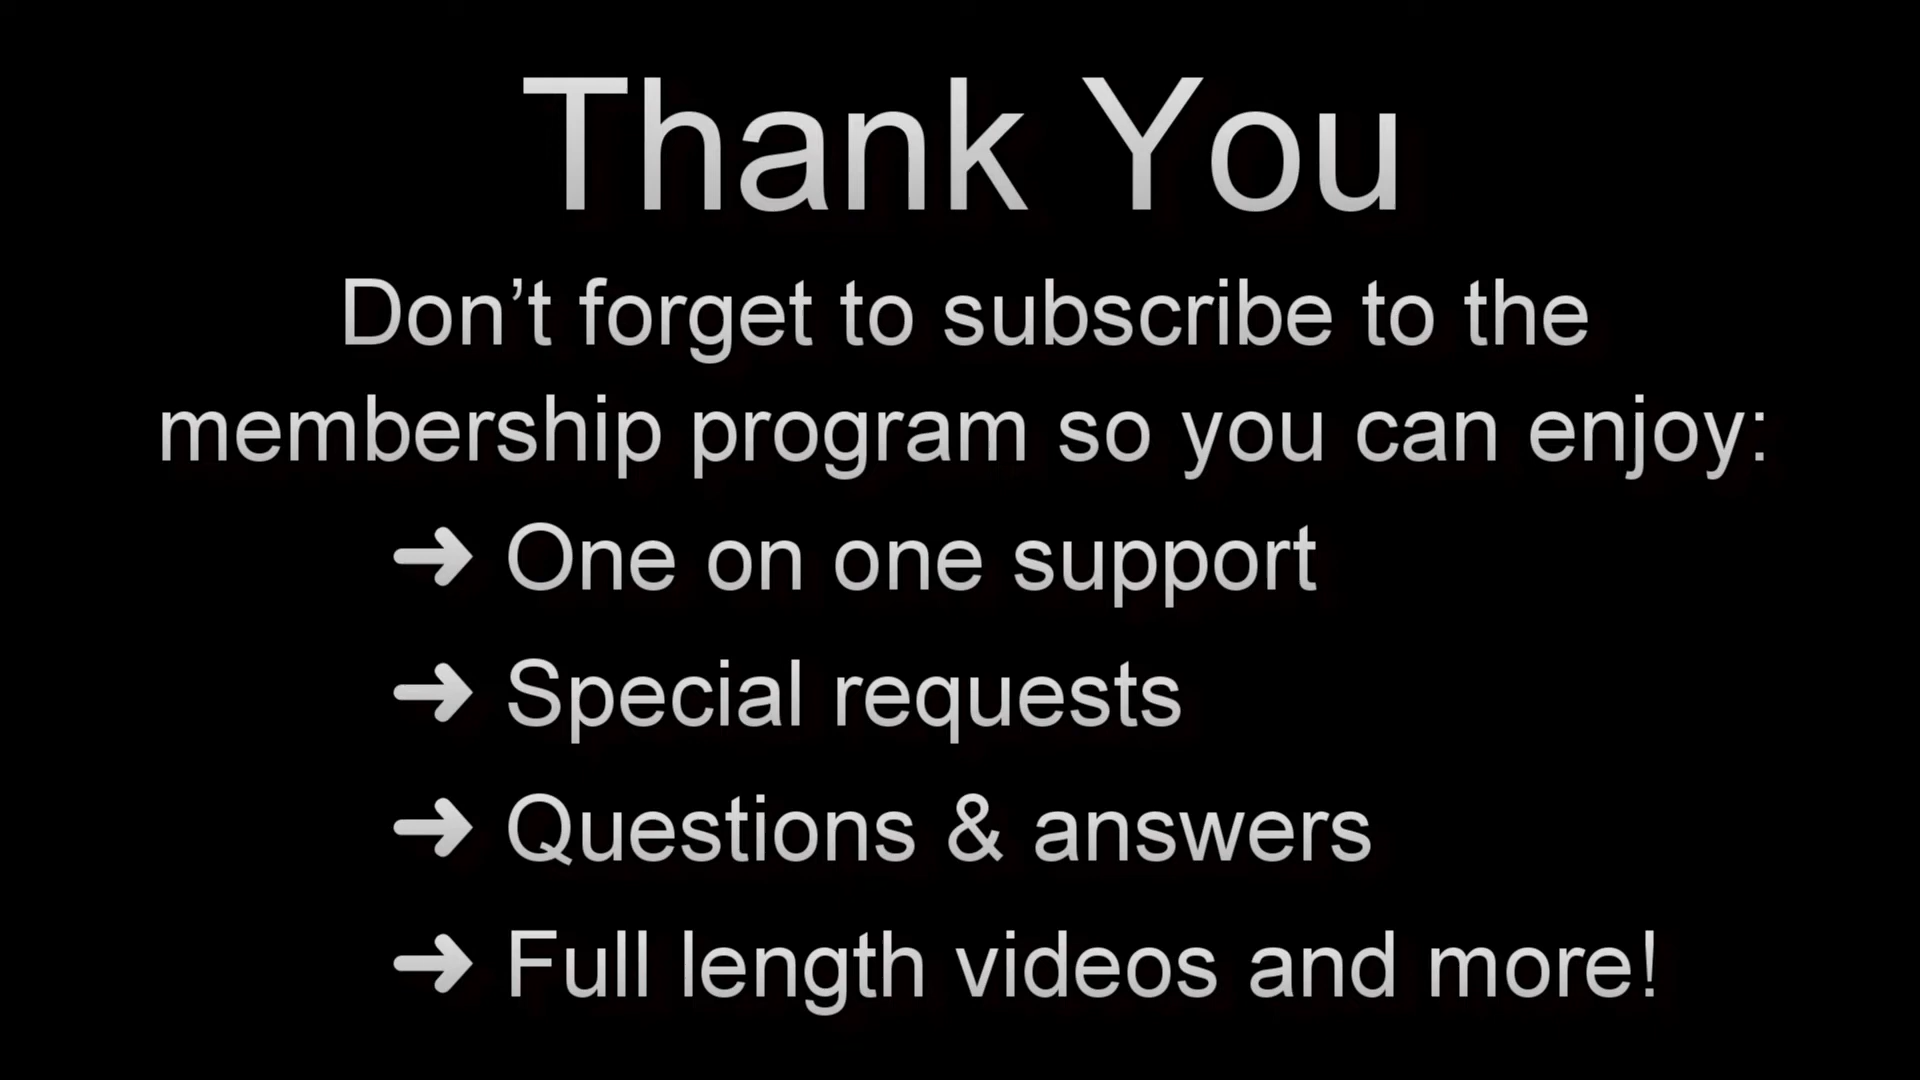 Thank You
Don’t forget to subscribe to the
membership program so you can enjoy:
➜ One on one support
➜ Special requests
➜ Questions & answers
➜ Full length videos and more!